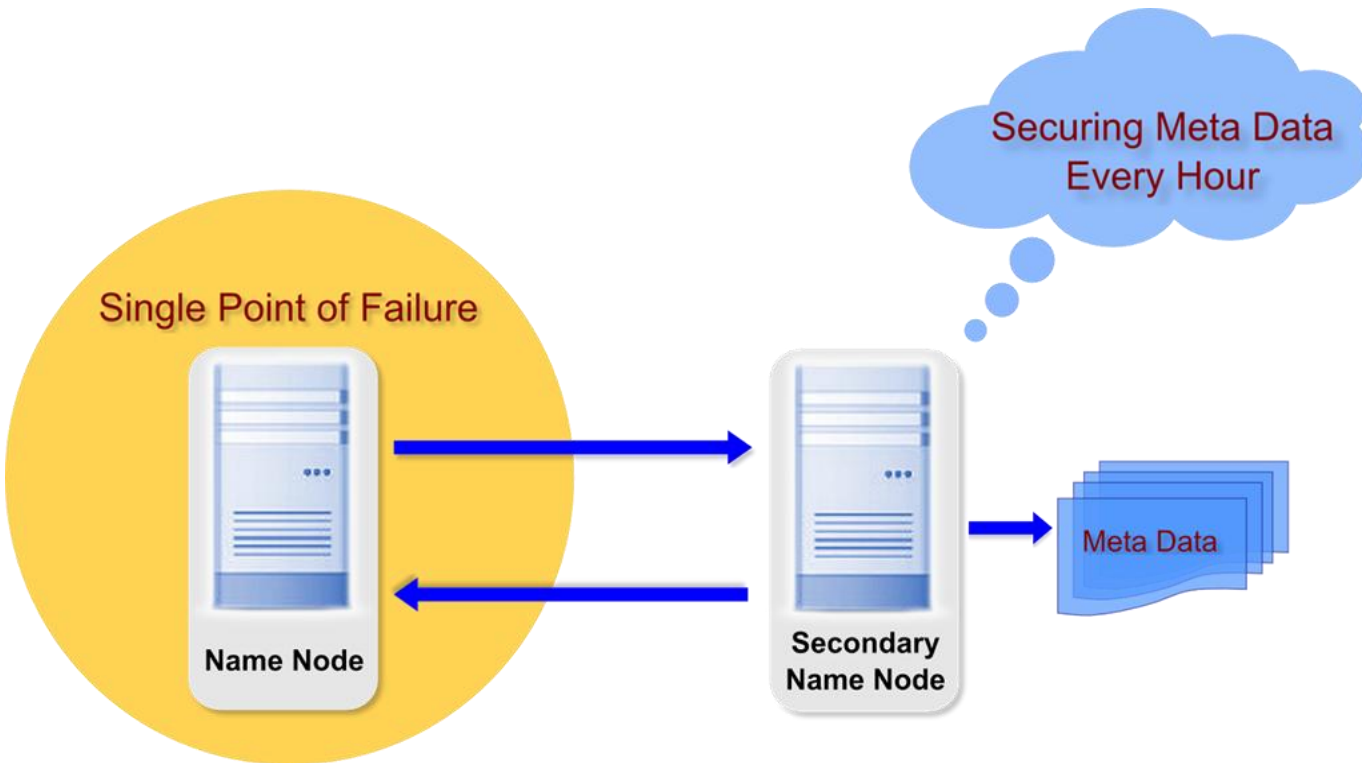 Securing Meta Data
Every Hour
Single Point of Failure
Meta Data
Name Node
Secondary
Name Node